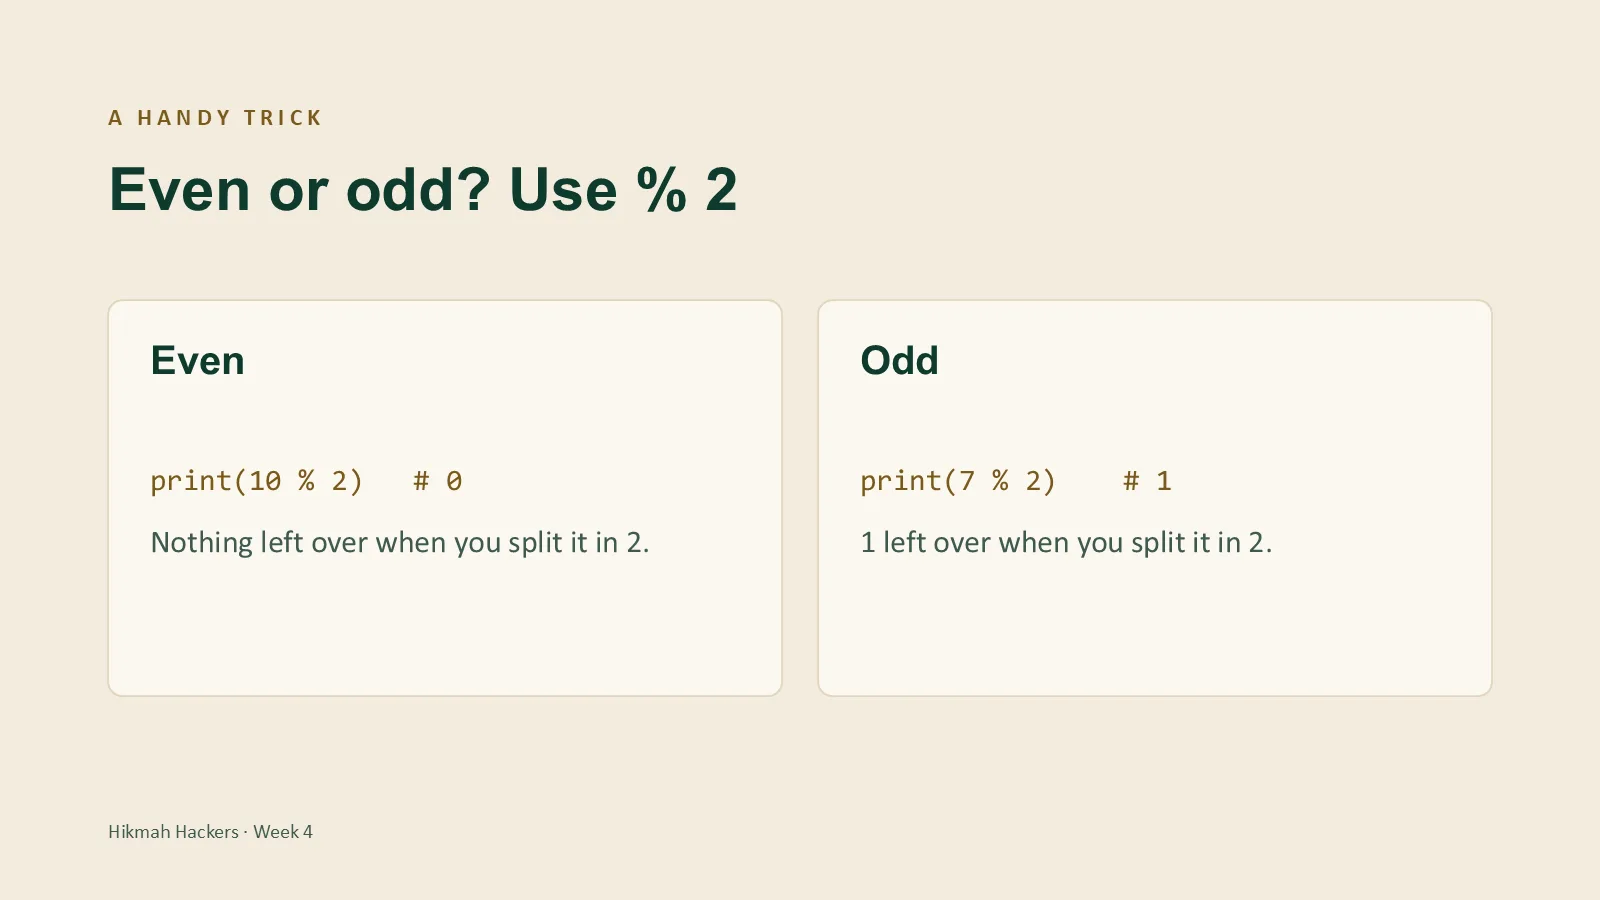 A HANDY TRICK
Even or odd? Use % 2
Even
print(10 % 2)   # 0
Nothing left over when you split it in 2.
Odd
print(7 % 2)    # 1
1 left over when you split it in 2.
Hikmah Hackers · Week 4